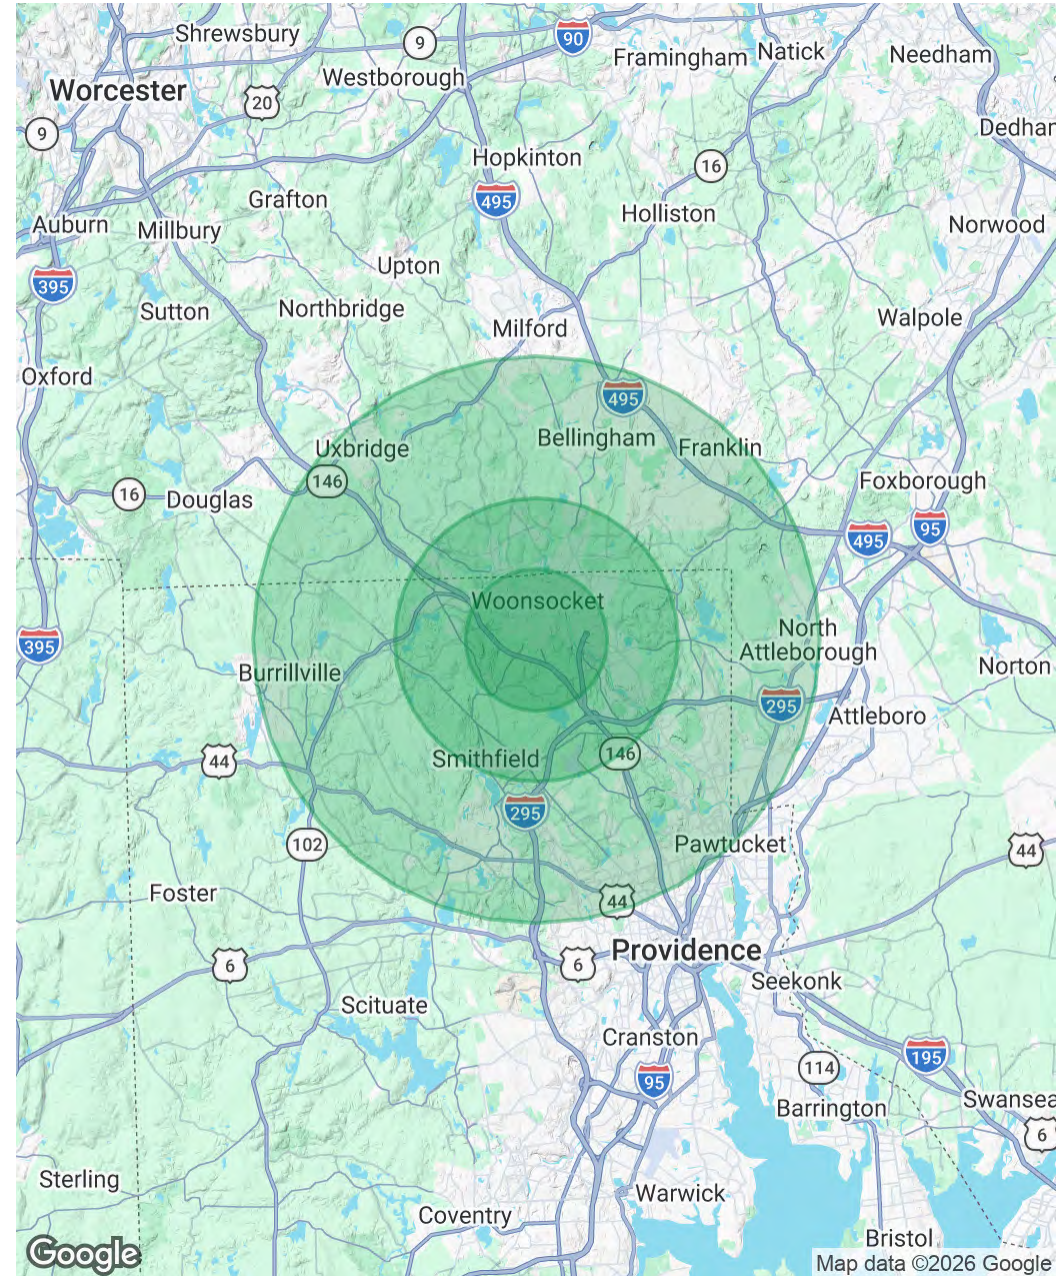 Shrewsbury
9
90
Framingham
Natick
Needham
Westborough
Worcester
20
9
Dedham
Hopkinton
16
495
Grafton
Holliston
Auburn
Millbury
Norwood
Upton
395
Sutton
Northbridge
Milford
Walpole
Oxford
495
Uxbridge
Bellingham
Franklin
146
Foxborough
16
Douglas
95
495
Woonsocket
395
North
Attleborough
Norton
Burrillville
295
Attleboro
44
Smithfield
146
295
102
Pawtucket
44
Foster
44
Providence
6
6
Seekonk
Scituate
Cranston
195
114
95
Barrington
Swansea
6
Sterling
Warwick
Coventry
Bristol
Google
Map data ©2026 Google